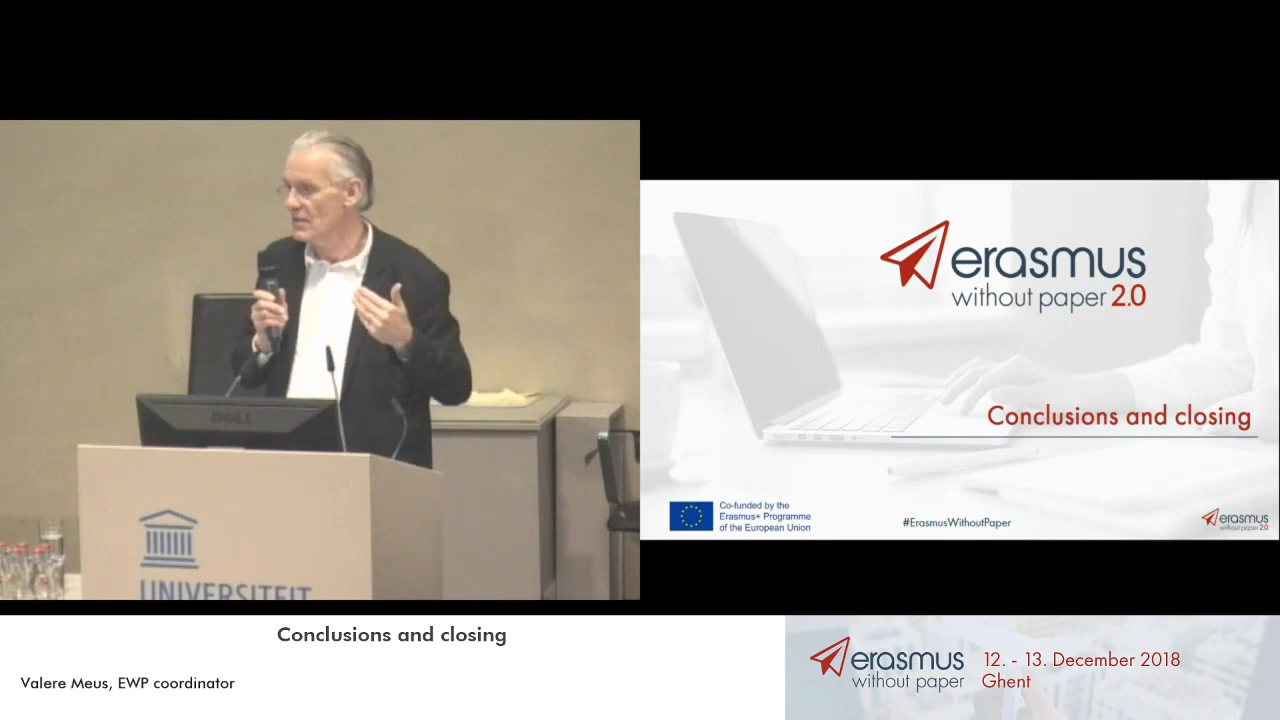 DELL
UNIVERSITEIT
erasmus
without paper 2.0
Conclusions and closing
Co-funded by the
Erasmus+ Programme
of the European Union
#ErasmusWithoutPaper
erasmus
without paper 2.0
Conclusions and closing
Valere Meus, EWP coordinator
erasmus
without paper
12. - 13. December 2018
Ghent